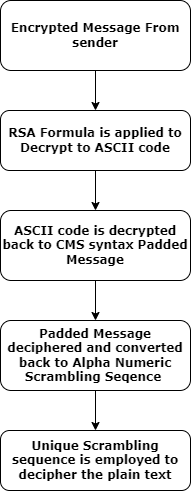 Encrypted Message From
sender
RSA Formula is applied to
Decrypt to ASCII code
ASCII code is decrypted
back to CMS syntax Padded
Message
Padded Message
deciphered and converted
back to Alpha Numeric
Scrambling Seqence
Unique Scrambling
sequence is employed to
decipher the plain text